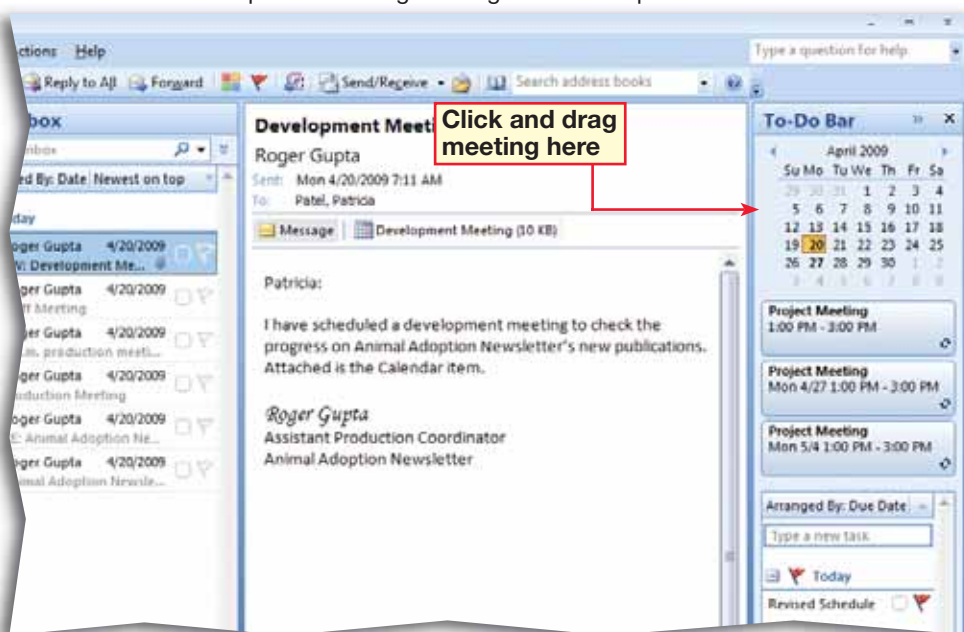 ctions Help
Type a question for help
Reply to All Forward Send/Receive Search address books
box
ed By: Date Newest on top
day
oger Gupta 4/20/2009
W: Development Me...
ger Gupta 4/20/2009
ff Meeting
ger Gupta 4/20/2009
.m. production meeti...
ger Gupta 4/20/2009
oduction Meeting
oger Gupta 4/20/2009
E: Animal Adoption Ne...
ger Gupta 4/20/2009
imal Adoption Newsle...
Development Meeti
Click and drag
meeting here
Roger Gupta
Sent: Mon 4/20/2009 7:11 AM
To: Patel, Patricia
Message Development Meeting (10 KB)
Patricia:
I have scheduled a development meeting to check the
progress on Animal Adoption Newsletter's new publications.
Attached is the Calendar item.
Roger Gupta
Assistant Production Coordinator
Animal Adoption Newsletter
To-Do Bar
April 2009
Su Mo Tu We Th Fr Sa
29 30 31 1 2 3 4
5 6 7 8 9 10 11
12 13 14 15 16 17 18
19 20 21 22 23 24 25
26 27 28 29 30 1 2
3 4 5 6 7 8 9
Project Meeting
1:00 PM - 3:00 PM
Project Meeting
Mon 4/27 1:00 PM - 3:00 PM
Project Meeting
Mon 5/4 1:00 PM - 3:00 PM
Arranged By: Due Date
Type a new task
Today
Revised Schedule